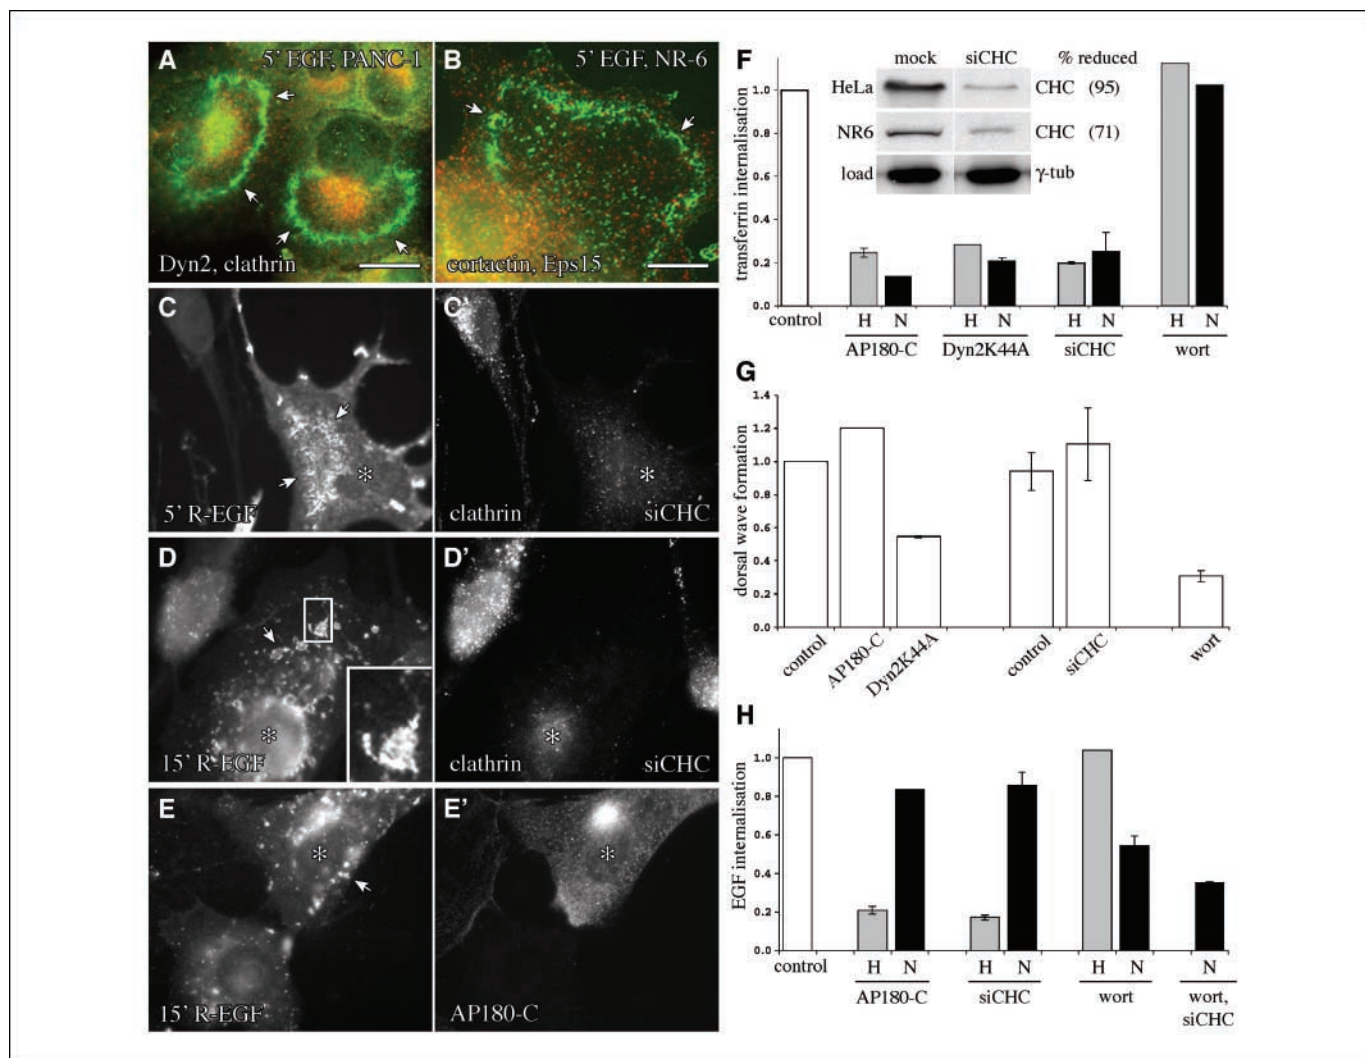 A
5' EGF, PANC-1
Dyn2, clathrin
B
5' EGF, NR-6
cortactin, Eps15
C
5' R-EGF
*
C'
clathrin
siCHC
*
D
15' R-EGF
*
D'
clathrin
siCHC
*
E
15' R-EGF
*
E'
AP180-C
*
F
mock siCHC % reduced
HeLa CHC (95)
NR6 CHC (71)
load γ-tub
transferrin internalisation
1.0
0.8
0.6
0.4
0.2
0.0
control
H N H N H N H N
AP180-C Dyn2K44A siCHC wort
G
dorsal wave formation
1.4
1.2
1.0
0.8
0.6
0.4
0.2
0.0
control AP180-C Dyn2K44A control siCHC wort
H
EGF internalisation
1.0
0.8
0.6
0.4
0.2
0.0
control
H N H N H N N
AP180-C siCHC wort wort,
siCHC